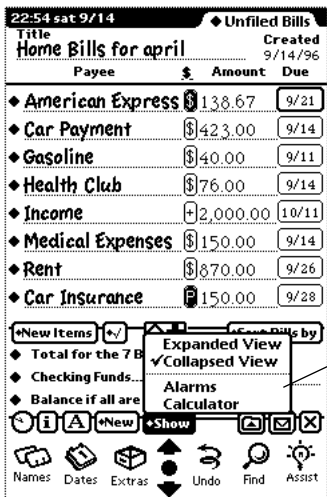 22:54 sat 9/14
◆Unfiled Bills
Title
Home Bills for april
Created
9/14/96
Payee $ Amount Due
◆ American Express $ 138.67 9/21
◆ Car Payment $ 423.00 9/14
◆ Gasoline $ 40.00 9/11
◆ Health Club $ 76.00 9/14
◆ Income + 2,000.00 10/11
◆ Medical Expenses $ 150.00 9/14
◆ Rent $ 870.00 9/26
◆ Car Insurance P 150.00 9/28
◆New Items ◆√ ls by
◆ Total for the 7 B
◆ Checking Funds...
◆ Balance if all are
Expanded View
✓Collapsed View
Alarms
Calculator
i A ◆New ◆Show X
Names Dates Extras Undo Find Assist